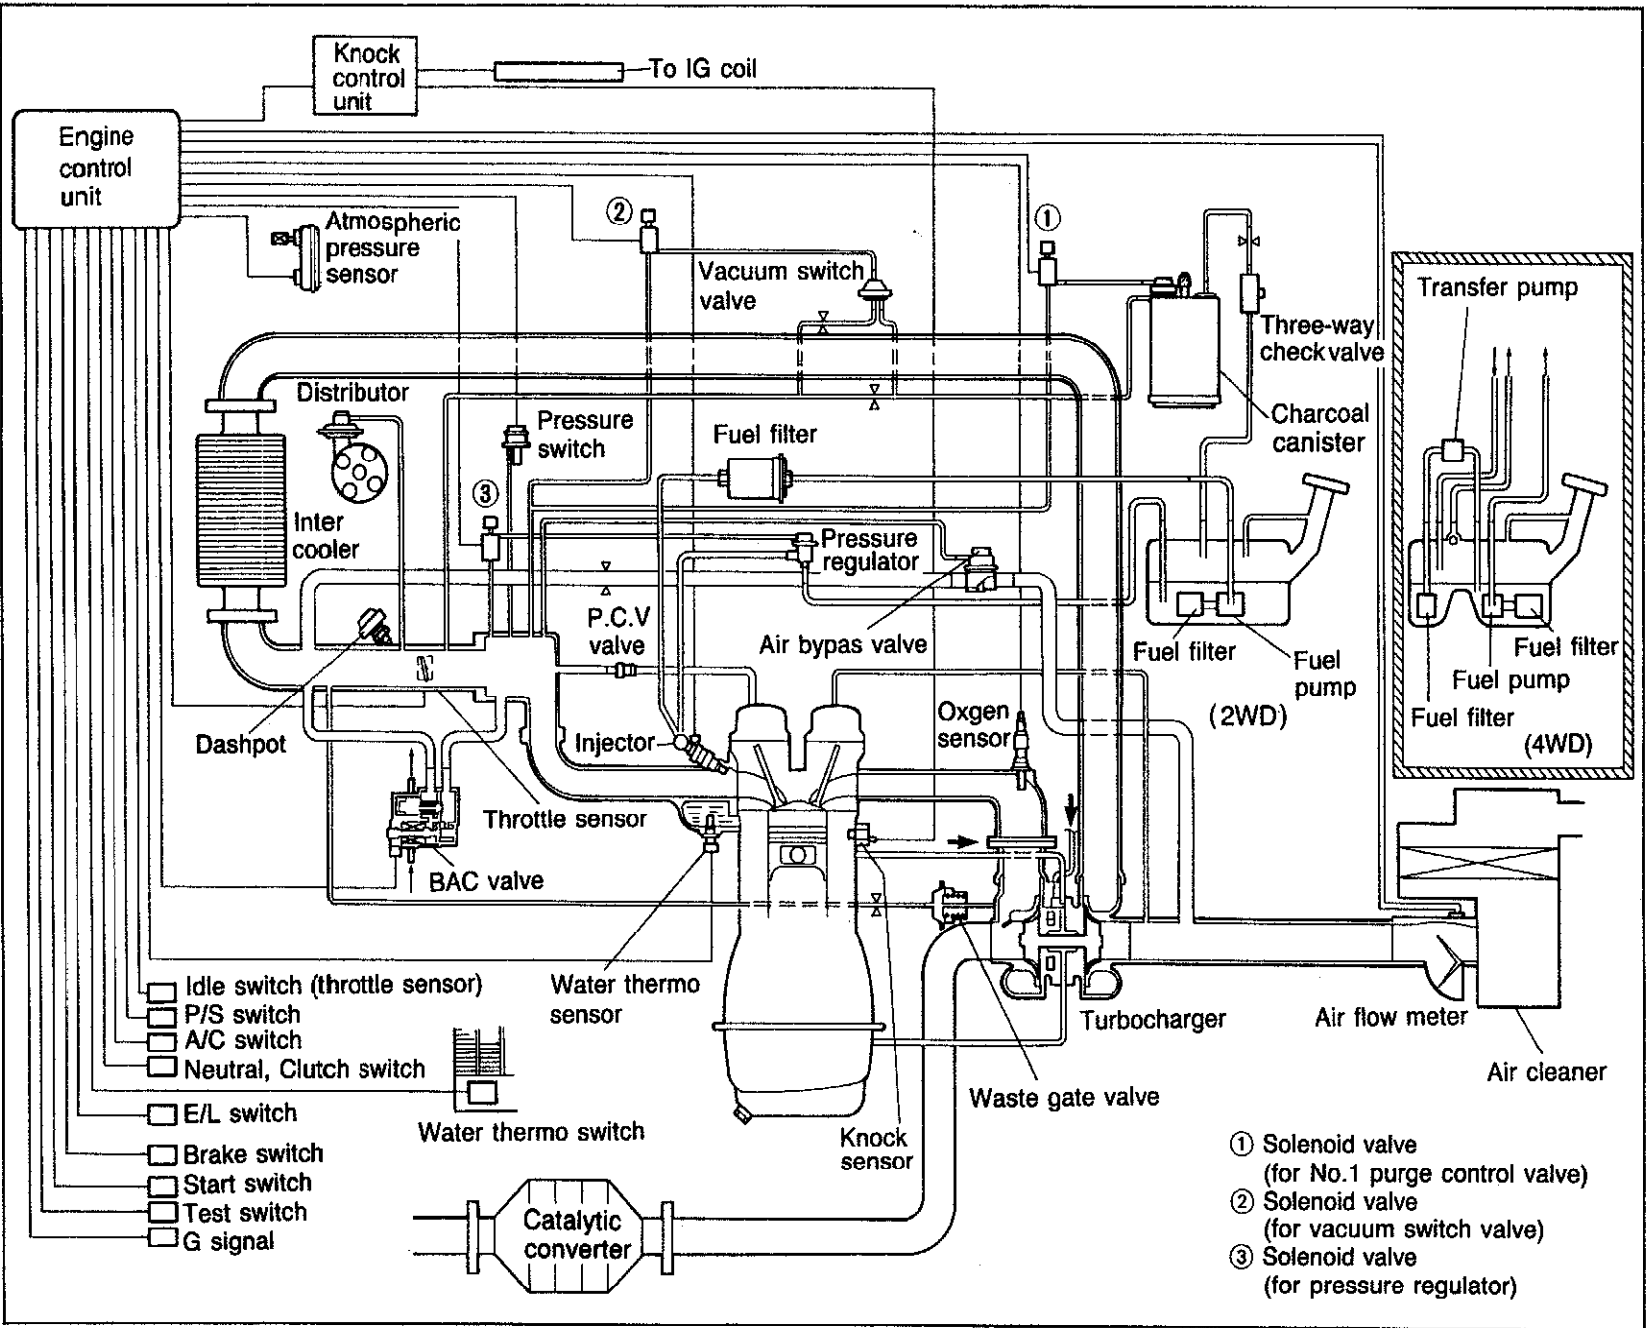 Knock
control
unit
To IG coil
Engine
control
unit
Atmospheric
pressure
sensor
②
①
Vacuum switch
valve
Transfer pump
Three-way
checkvalve
Distributor
Pressure
switch
Fuel filter
Charcoal
canister
③
Inter
cooler
Pressure
regulator
P.C.V
valve
Air bypas valve
Fuel filter
Fuel
pump
(2WD)
Fuel filter
Fuel pump
Fuel filter
(4WD)
Dashpot
Injector
Oxgen
sensor
Throttle sensor
BAC valve
Water thermo
sensor
Turbocharger
Air flow meter
Air cleaner
Waste gate valve
Knock
sensor
Idle switch (throttle sensor)
P/S switch
A/C switch
Neutral, Clutch switch
E/L switch
Brake switch
Start switch
Test switch
G signal
Water thermo switch
Catalytic
converter
① Solenoid valve
(for No.1 purge control valve)
② Solenoid valve
(for vacuum switch valve)
③ Solenoid valve
(for pressure regulator)